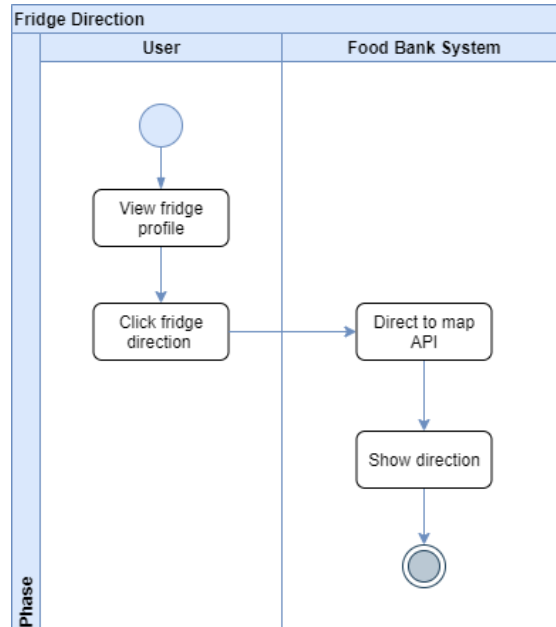 Fridge Direction
User
Food Bank System
View fridge
profile
Click fridge
direction
Direct to map
API
Show direction
Phase